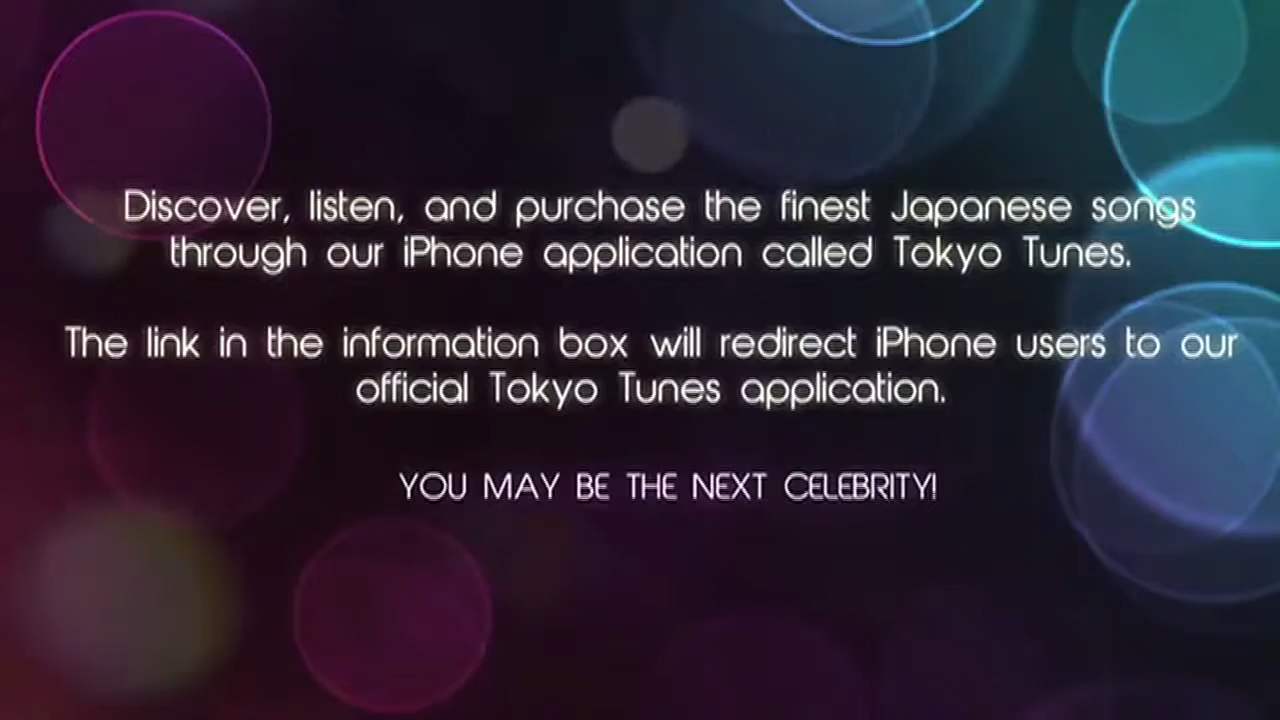 Discover, listen, and purchase the finest Japanese songs
through our iPhone application called Tokyo Tunes.
The link in the information box will redirect iPhone users to our
official Tokyo Tunes application.
YOU MAY BE THE NEXT CELEBRITY!